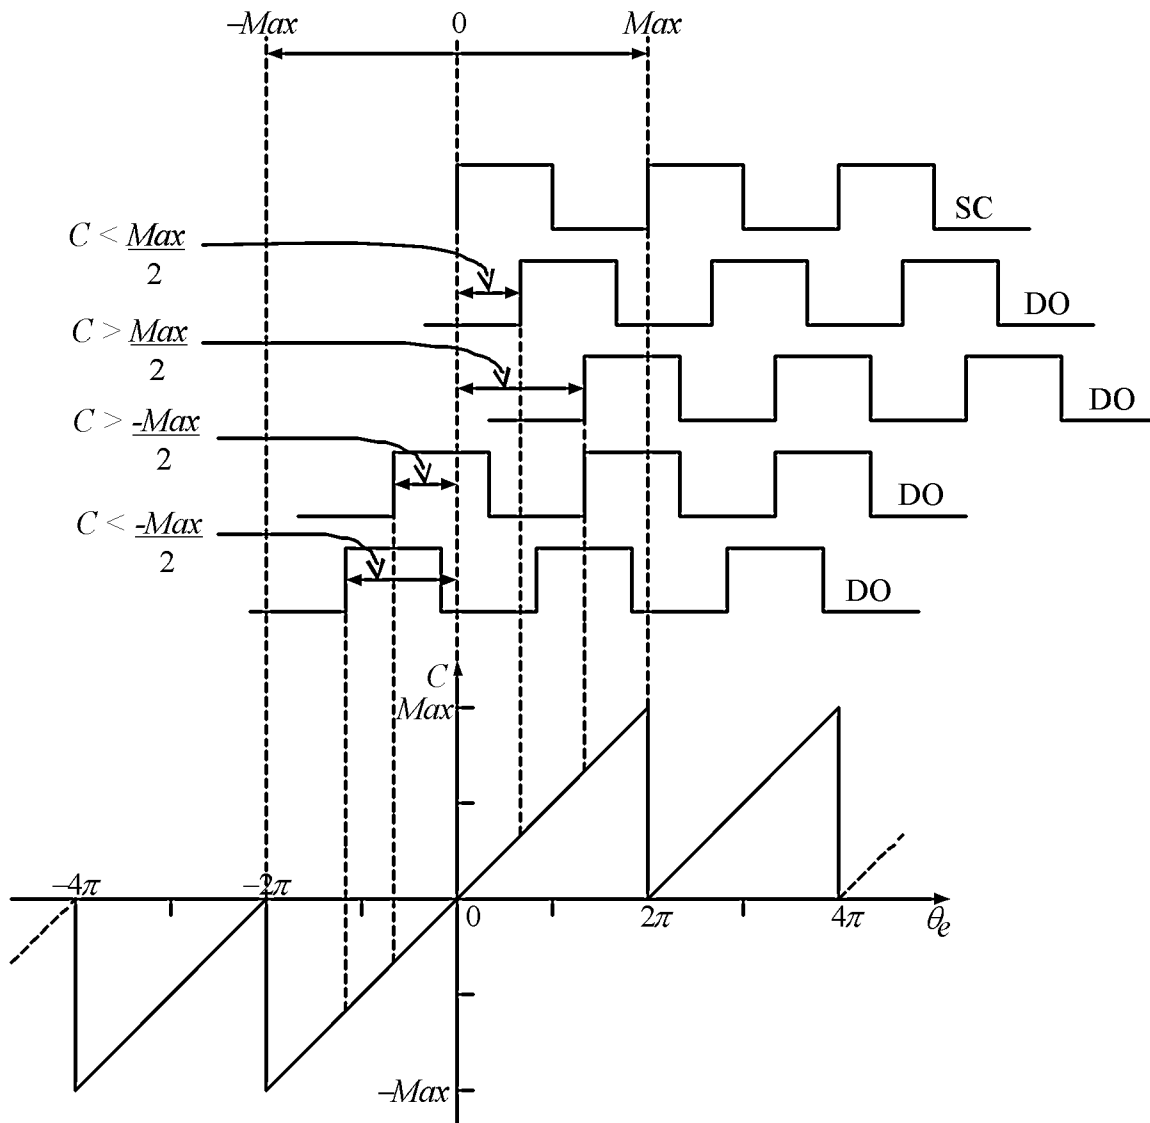 –Max 0 Max
SC
C < Max
2
DO
C > Max
2
DO
C > -Max
2
DO
C < -Max
2
DO
C
Max
–4π –2π
0 2π 4π θe
–Max